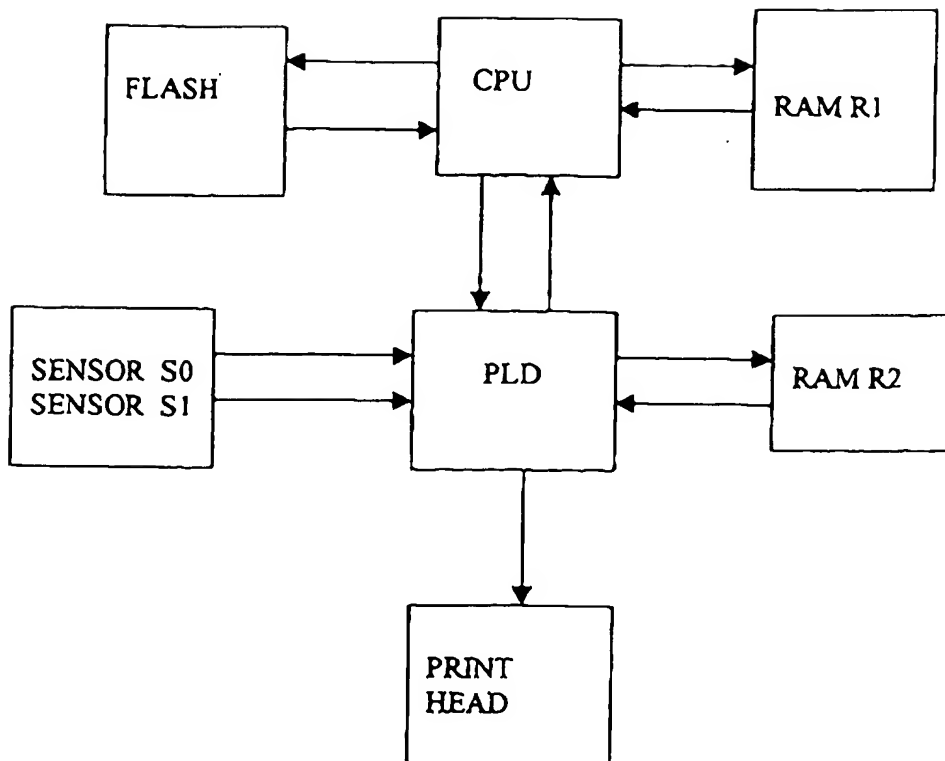 FLASH
CPU
RAM R1
SENSOR S0
SENSOR S1
PLD
RAM R2
PRINT
HEAD